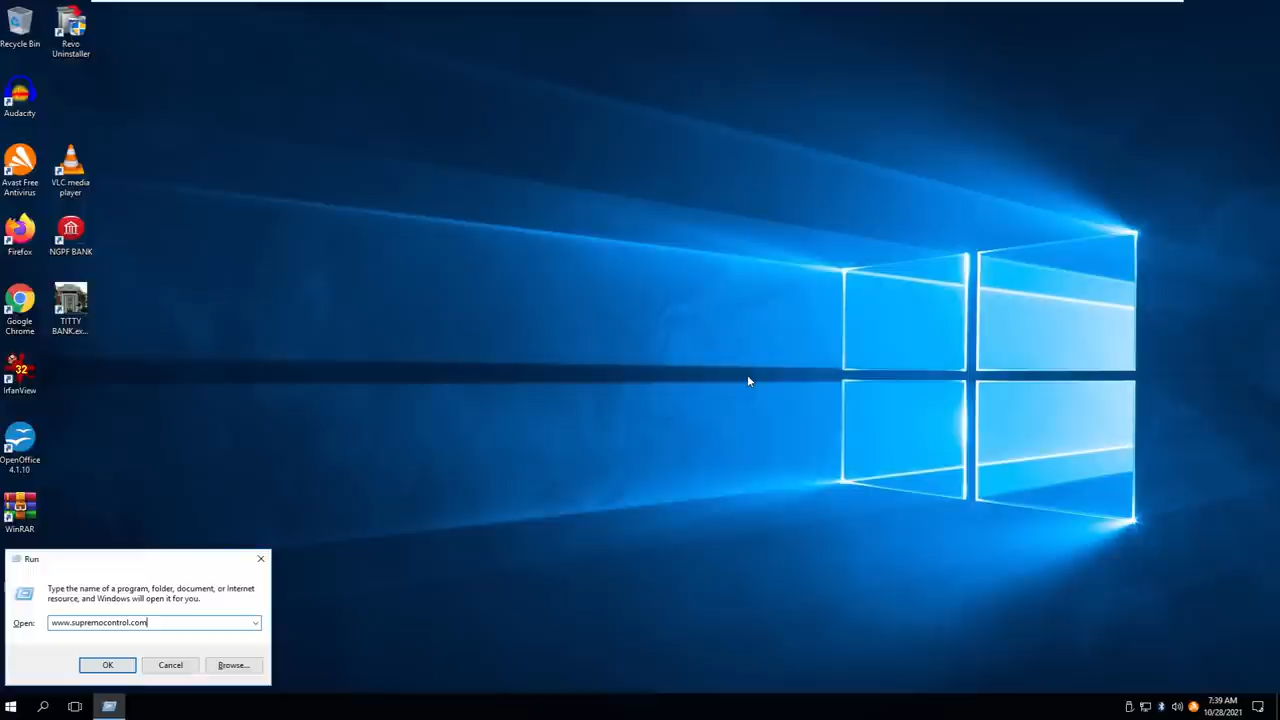 Recycle Bin
Revo
Uninstaller
Audacity
Avast Free
Antivirus
VLC media
player
Firefox
NGPF BANK
Google
Chrome
TITTY
BANK.ex...
32
IrfanView
OpenOffice
4.1.10
WinRAR
Run
Type the name of a program, folder, document, or Internet
resource, and Windows will open it for you.
Open:
www.supremocontrol.com
OK
Cancel
Browse...
7:39 AM
10/28/2021